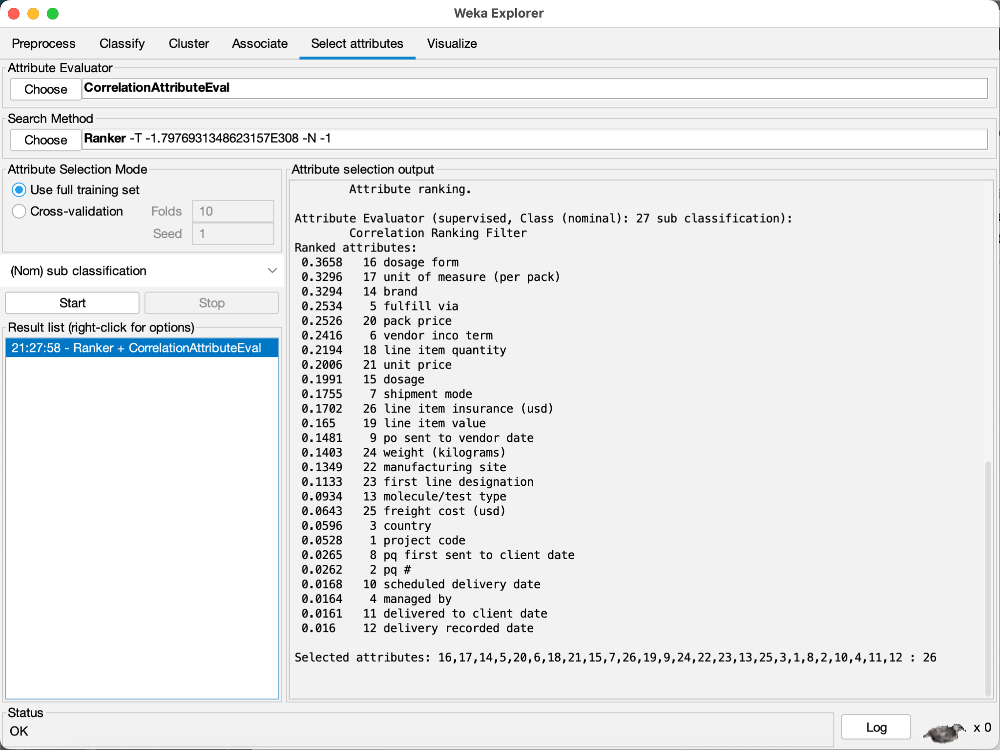 Weka Explorer
Preprocess Classify Cluster Associate Select attributes Visualize
Attribute Evaluator
Choose CorrelationAttributeEval
Search Method
Choose Ranker -T -1.7976931348623157E308 -N -1
Attribute Selection Mode
Use full training set
Cross-validation Folds 10
Seed 1
(Nom) sub classification
Start Stop
Result list (right-click for options)
21:27:58 - Ranker + CorrelationAttributeEval
Attribute selection output
Attribute ranking.
Attribute Evaluator (supervised, Class (nominal): 27 sub classification):
Correlation Ranking Filter
Ranked attributes:
0.3658 16 dosage form
0.3296 17 unit of measure (per pack)
0.3294 14 brand
0.2534 5 fulfill via
0.2526 20 pack price
0.2416 6 vendor inco term
0.2194 18 line item quantity
0.2006 21 unit price
0.1991 15 dosage
0.1755 7 shipment mode
0.1702 26 line item insurance (usd)
0.165 19 line item value
0.1481 9 po sent to vendor date
0.1403 24 weight (kilograms)
0.1349 22 manufacturing site
0.1133 23 first line designation
0.0934 13 molecule/test type
0.0643 25 freight cost (usd)
0.0596 3 country
0.0528 1 project code
0.0265 8 pq first sent to client date
0.0262 2 pq #
0.0168 10 scheduled delivery date
0.0164 4 managed by
0.0161 11 delivered to client date
0.016 12 delivery recorded date
Selected attributes: 16,17,14,5,20,6,18,21,15,7,26,19,9,24,22,23,13,25,3,1,8,2,10,4,11,12 : 26
Status
OK
Log x 0